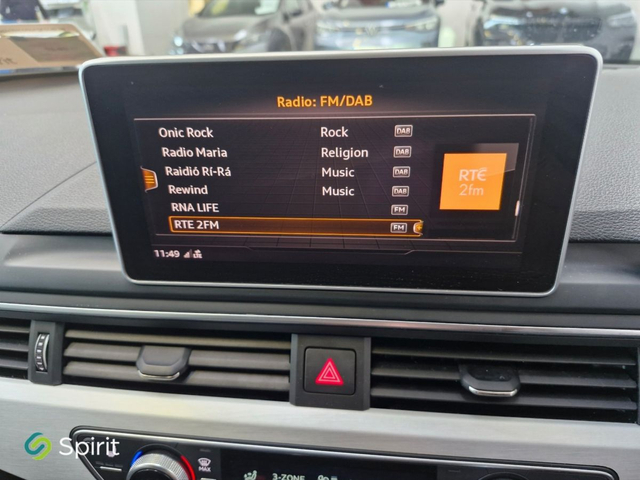 Radio: FM/DAB
Onic Rock Rock DAB
Radio Maria Religion DAB
Raidió Rí-Rá Music DAB
Rewind Music DAB
RNA LIFE FM
RTE 2FM FM
RTÉ
2fm
11:49
MAX
3-ZONE
Spirit